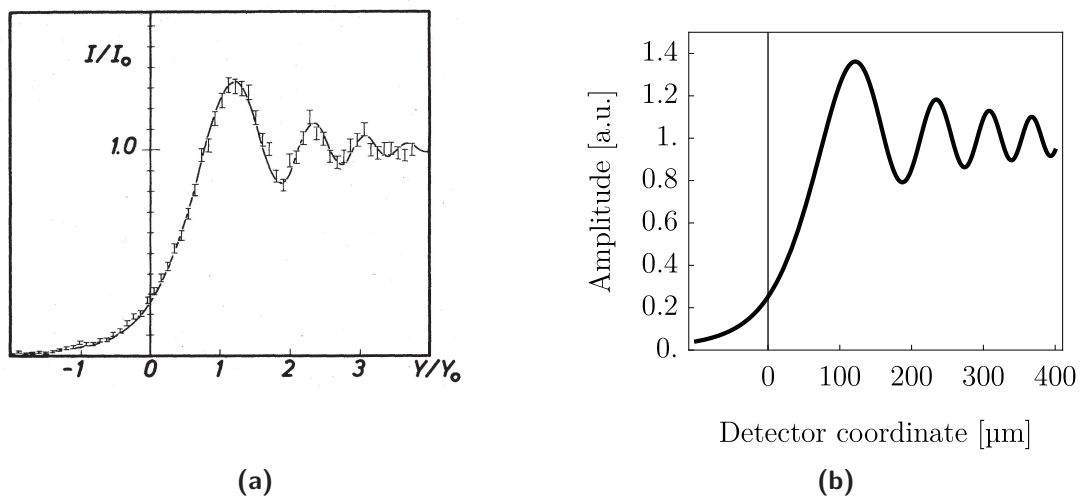 I/I₀
1.0
-1 0 1 2 3 Y/Y₀
(a)
Amplitude [a.u.]
1.4
1.2
1.
0.8
0.6
0.4
0.2
0.
0 100 200 300 400
Detector coordinate [µm]
(b)